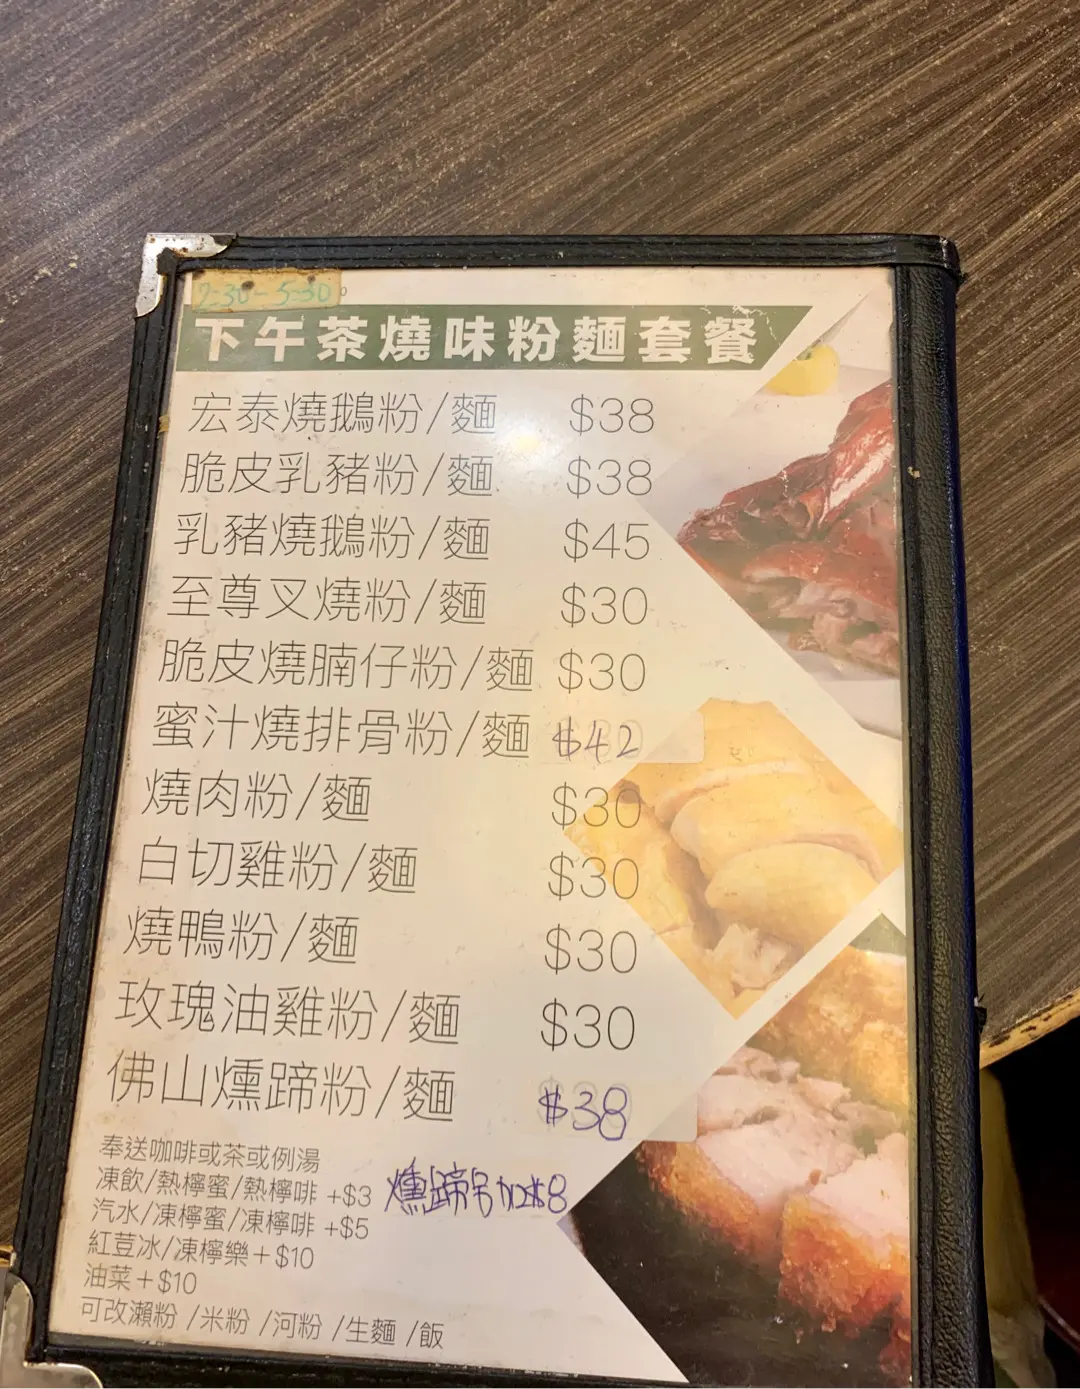 2-30-5-30
下午茶燒味粉麵套餐
宏泰燒鵝粉/麵 $38
脆皮乳豬粉/麵 $38
乳豬燒鵝粉/麵 $45
至尊叉燒粉/麵 $30
脆皮燒腩仔粉/麵 $30
蜜汁燒排骨粉/麵 $42
燒肉粉/麵 $30
白切雞粉/麵 $30
燒鴨粉/麵 $30
玫瑰油雞粉/麵 $30
佛山燻蹄粉/麵 $38
奉送咖啡或茶或例湯
凍飲/熱檸蜜/熱檸啡 +$3
燻蹄另加$8
汽水/凍檸蜜/凍檸啡 +$5
紅荳冰/凍檸樂+$10
油菜+$10
可改瀨粉 /米粉 /河粉 /生麵 /飯